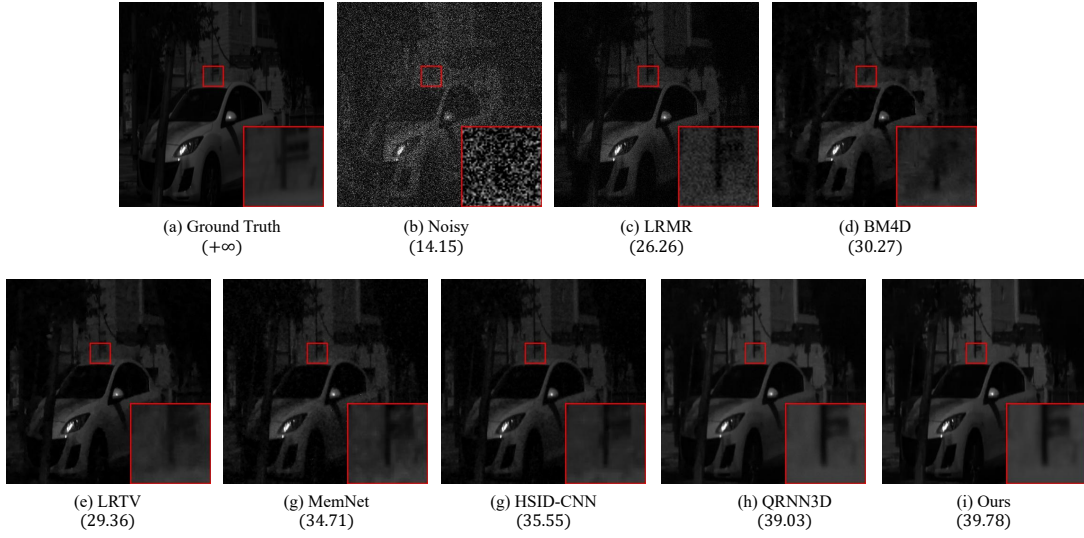 (a) Ground Truth
(+∞)
(b) Noisy
(14.15)
(c) LRMR
(26.26)
(d) BM4D
(30.27)
(e) LRTV
(29.36)
(g) MemNet
(34.71)
(g) HSID-CNN
(35.55)
(h) QRNN3D
(39.03)
(i) Ours
(39.78)